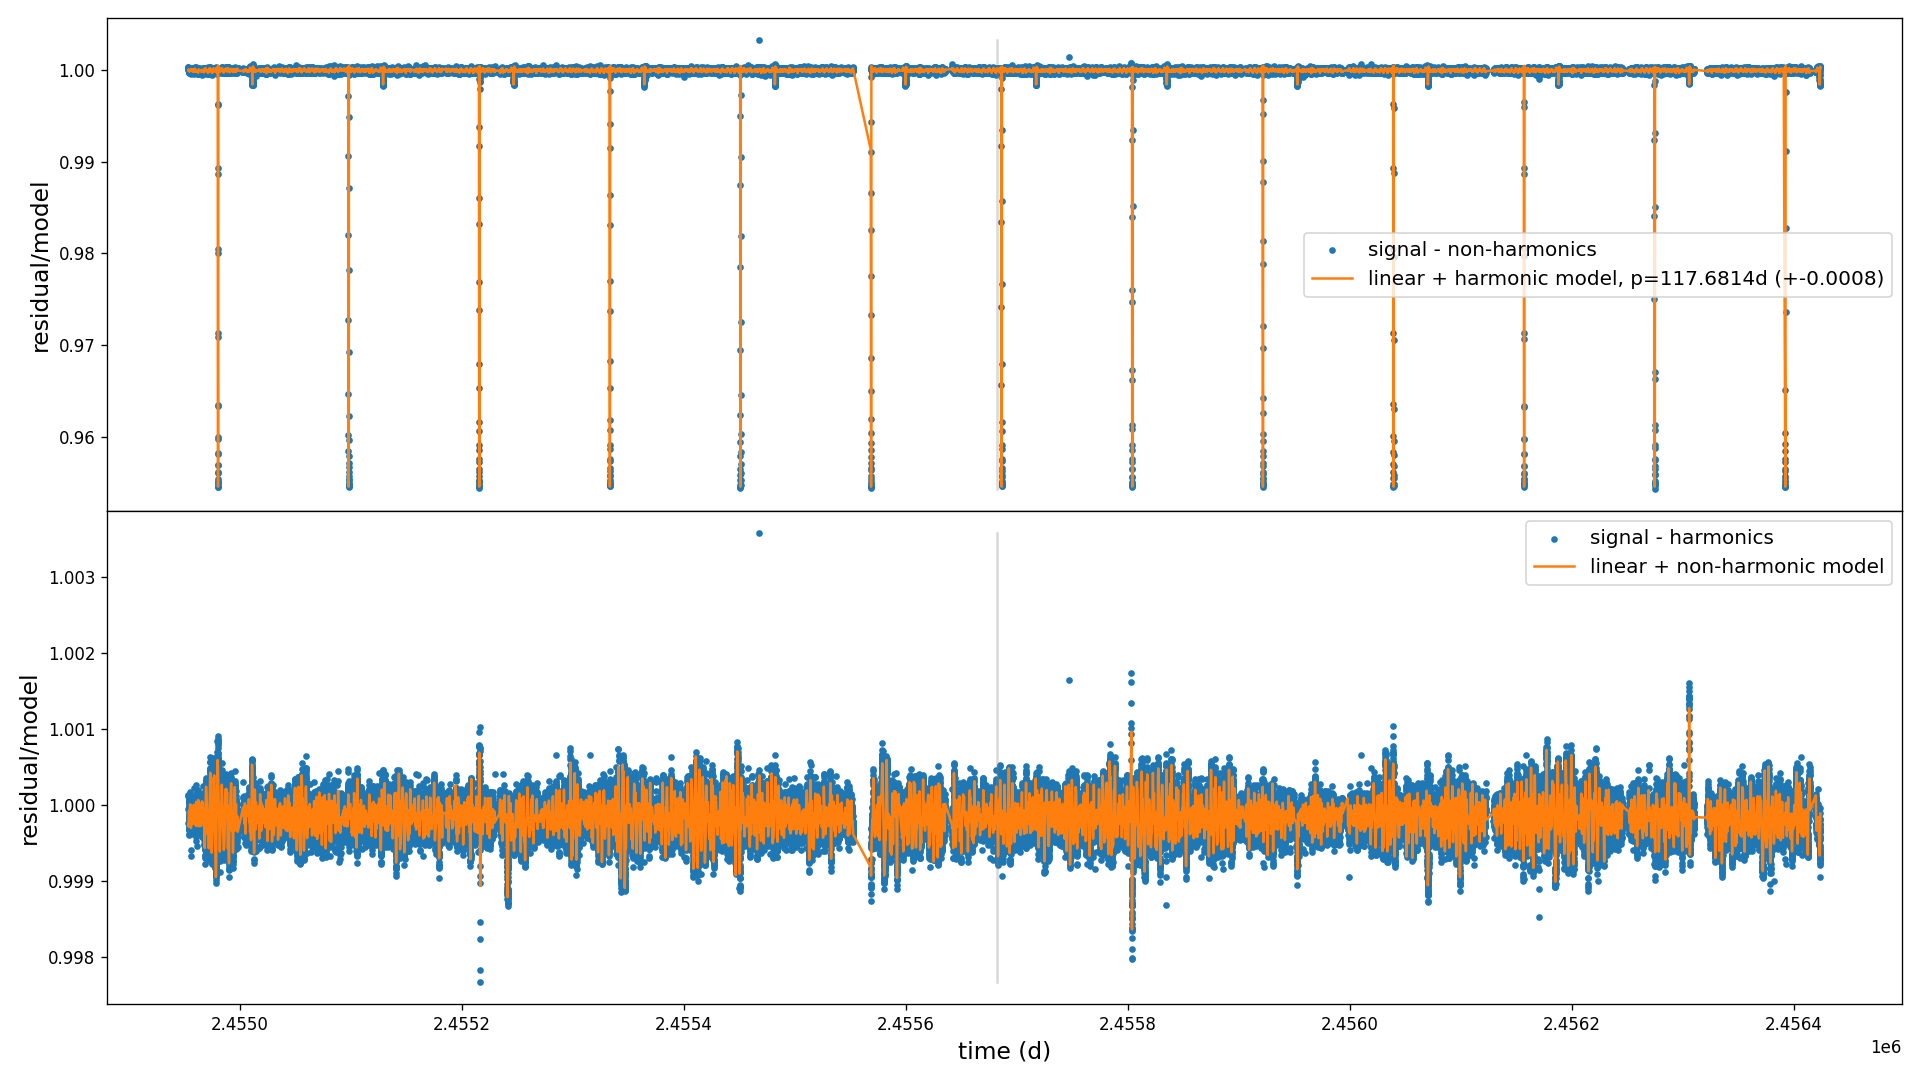 1.00
0.99
0.98
0.97
0.96
residual/model
signal - non-harmonics
linear + harmonic model, p=117.6814d (+-0.0008)
signal - harmonics
linear + non-harmonic model
1.003
1.002
1.001
1.000
0.999
0.998
residual/model
2.4550 2.4552 2.4554 2.4556 2.4558 2.4560 2.4562 2.4564
time (d)
1e6